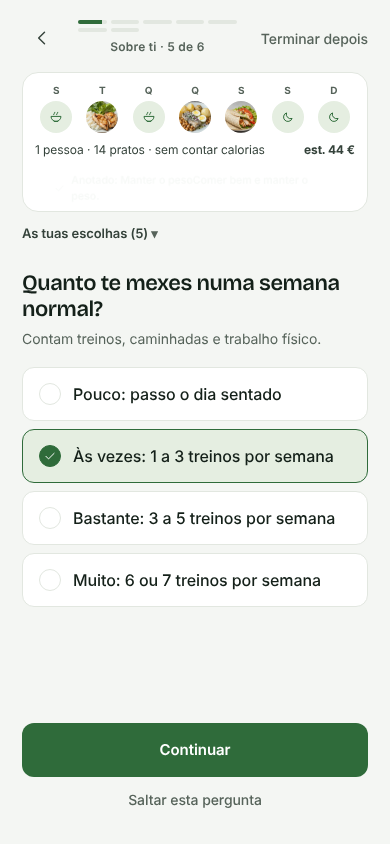 Sobre ti · 5 de 6
Terminar depois
S T Q Q S S D
1 pessoa · 14 pratos · sem contar calorias est. 44 €
As tuas escolhas (5) ▾
Quanto te mexes numa semana
normal?
Contam treinos, caminhadas e trabalho físico.
Pouco: passo o dia sentado
Às vezes: 1 a 3 treinos por semana
Bastante: 3 a 5 treinos por semana
Muito: 6 ou 7 treinos por semana
Continuar
Saltar esta pergunta